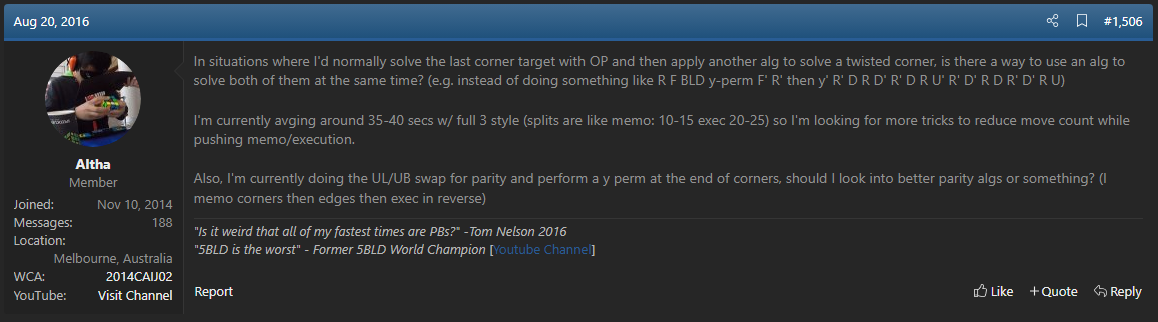 Aug 20, 2016
#1,506
Altha
Member
Joined: Nov 10, 2014
Messages: 188
Location:
Melbourne, Australia
WCA: 2014CAIJ02
YouTube: Visit Channel
In situations where I'd normally solve the last corner target with OP and then apply another alg to solve a twisted corner, is there a way to use an alg to
solve both of them at the same time? (e.g. instead of doing something like R F BLD y-perm F' R' then y' R' D R D' R' D R U' R' D' R D R' D' R U)
I'm currently avging around 35-40 secs w/ full 3 style (splits are like memo: 10-15 exec 20-25) so I'm looking for more tricks to reduce move count while
pushing memo/execution.
Also, I'm currently doing the UL/UB swap for parity and perform a y perm at the end of corners, should I look into better parity algs or something? (I
memo corners then edges then exec in reverse)
"Is it weird that all of my fastest times are PBs?" -Tom Nelson 2016
"5BLD is the worst" - Former 5BLD World Champion [Youtube Channel]
Report
Like
+Quote
Reply